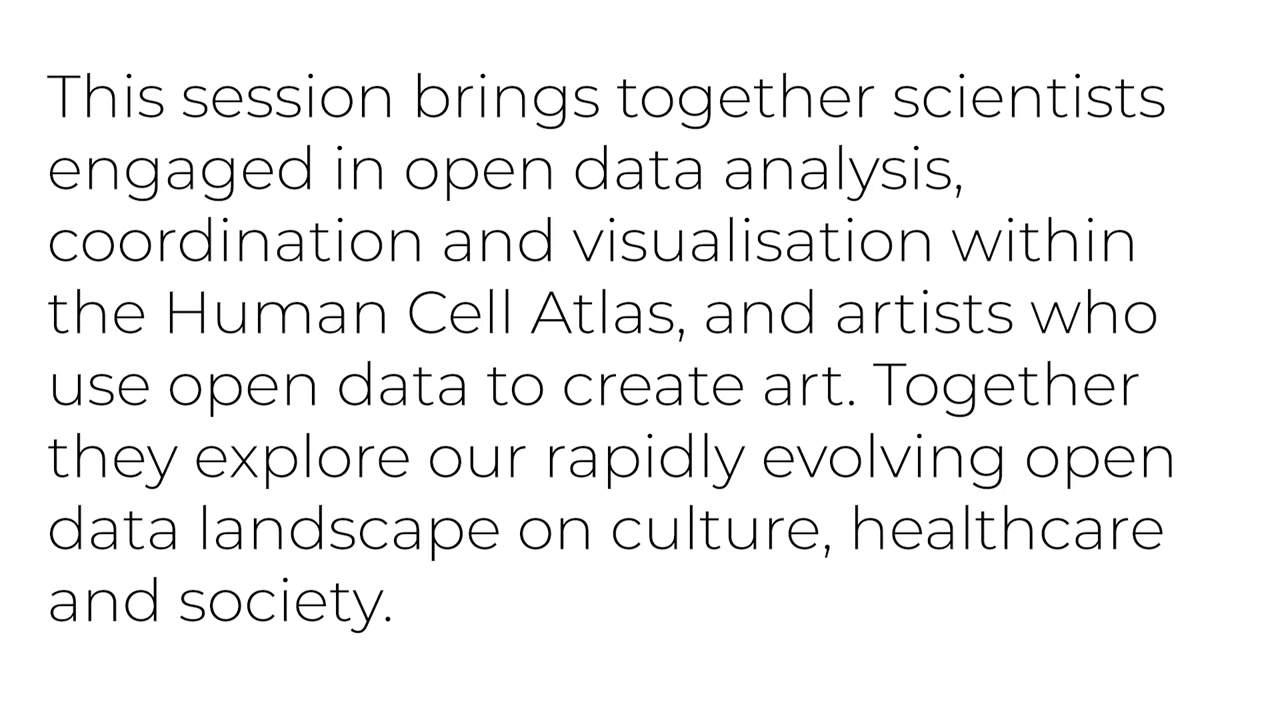 This session brings together scientists
engaged in open data analysis,
coordination and visualisation within
the Human Cell Atlas, and artists who
use open data to create art. Together
they explore our rapidly evolving open
data landscape on culture, healthcare
and society.